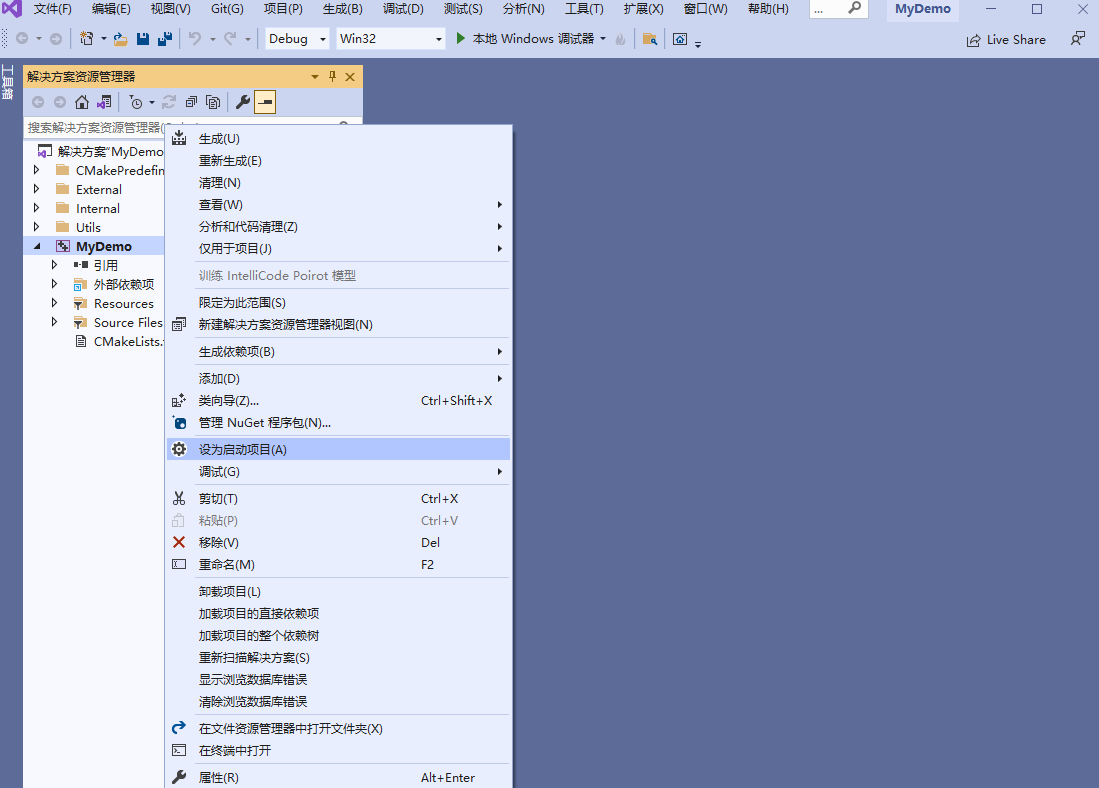 文件(F) 编辑(E) 视图(V) Git(G) 项目(P) 生成(B) 调试(D) 测试(S) 分析(N) 工具(T) 扩展(X) 窗口(W) 帮助(H) ... MyDemo
Debug Win32 本地 Windows 调试器 Live Share
工具箱
解决方案资源管理器
搜索解决方案资源管理器(
解决方案"MyDemo
CMakePredefin
External
Internal
Utils
MyDemo
引用
外部依赖项
Resources
Source Files
CMakeLists.
生成(U)
重新生成(E)
清理(N)
查看(W)
分析和代码清理(Z)
仅用于项目(J)
训练 IntelliCode Poirot 模型
限定为此范围(S)
新建解决方案资源管理器视图(N)
生成依赖项(B)
添加(D)
类向导(Z)... Ctrl+Shift+X
管理 NuGet 程序包(N)...
设为启动项目(A)
调试(G)
剪切(T) Ctrl+X
粘贴(P) Ctrl+V
移除(V) Del
重命名(M) F2
卸载项目(L)
加载项目的直接依赖项
加载项目的整个依赖树
重新扫描解决方案(S)
显示浏览数据库错误
清除浏览数据库错误
在文件资源管理器中打开文件夹(X)
在终端中打开
属性(R) Alt+Enter